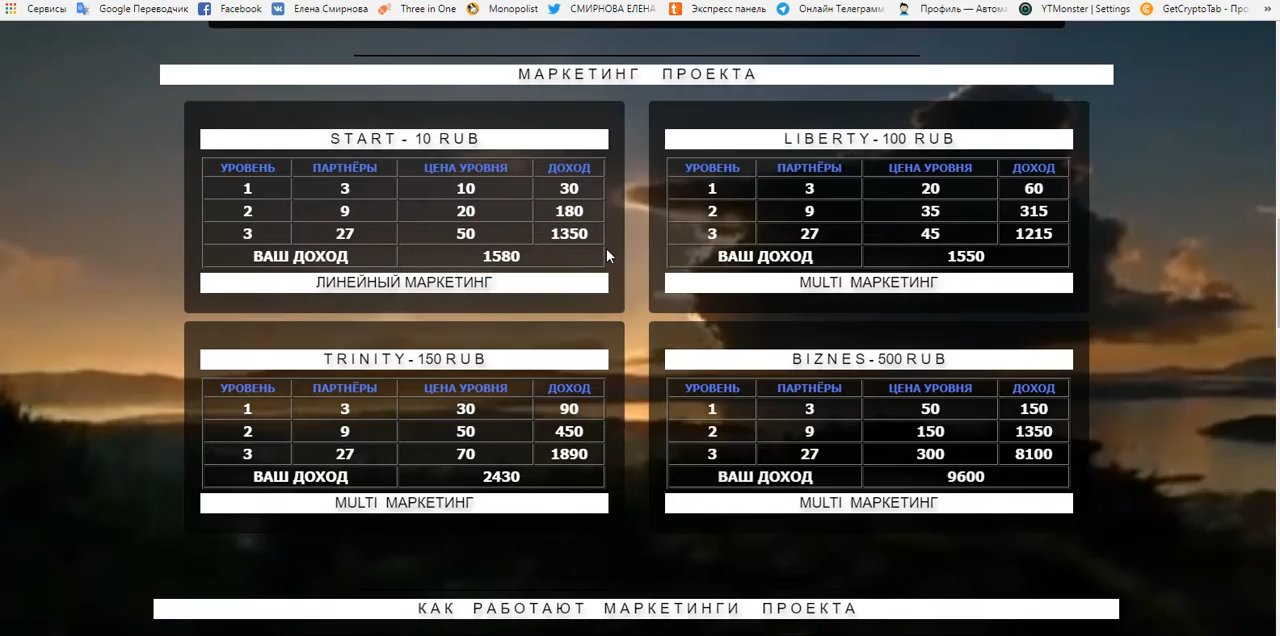 Сервисы Google Переводчик Facebook Елена Смирнова Three in One Monopolist СМИРНОВА ЕЛЕНА Экспресс панель Онлайн Телеграмм Профиль — Автома YTMonster | Settings GetCryptoTab - Про »
МАРКЕТИНГ ПРОЕКТА
START - 10 RUB
УРОВЕНЬ ПАРТНЁРЫ ЦЕНА УРОВНЯ ДОХОД
1 3 10 30
2 9 20 180
3 27 50 1350
ВАШ ДОХОД 1580
ЛИНЕЙНЫЙ МАРКЕТИНГ
LIBERTY-100 RUB
УРОВЕНЬ ПАРТНЁРЫ ЦЕНА УРОВНЯ ДОХОД
1 3 20 60
2 9 35 315
3 27 45 1215
ВАШ ДОХОД 1550
MULTI МАРКЕТИНГ
TRINITY-150 RUB
УРОВЕНЬ ПАРТНЁРЫ ЦЕНА УРОВНЯ ДОХОД
1 3 30 90
2 9 50 450
3 27 70 1890
ВАШ ДОХОД 2430
MULTI МАРКЕТИНГ
BIZNES-500 RUB
УРОВЕНЬ ПАРТНЁРЫ ЦЕНА УРОВНЯ ДОХОД
1 3 50 150
2 9 150 1350
3 27 300 8100
ВАШ ДОХОД 9600
MULTI МАРКЕТИНГ
КАК РАБОТАЮТ МАРКЕТИНГИ ПРОЕКТА